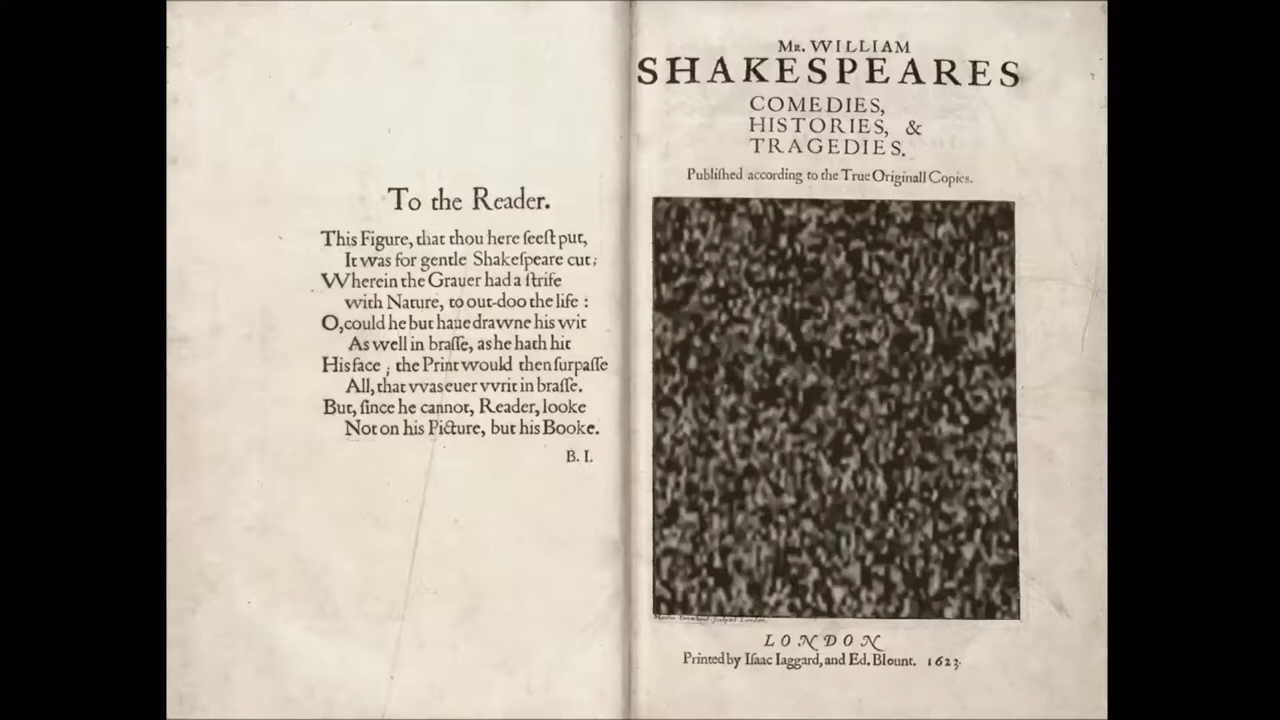 To the Reader.
This Figure, that thou here ſeeſt put,
It was for gentle Shakeſpeare cut;
Wherein the Grauer had a ſtrife
with Nature, to out-doo the life :
O,could he but haue drawne his wit
As well in braſſe, as he hath hit
His face ; the Print would then ſurpaſſe
All, that vvas euer vvrit in braſſe.
But, ſince he cannot, Reader, looke
Not on his Picture, but his Booke.
B. I.
Mr. WILLIAM
SHAKESPEARES
COMEDIES,
HISTORIES, &
TRAGEDIES.
Publiſhed according to the True Originall Copies.
LONDON
Printed by Iſaac Iaggard, and Ed. Blount. 1623.